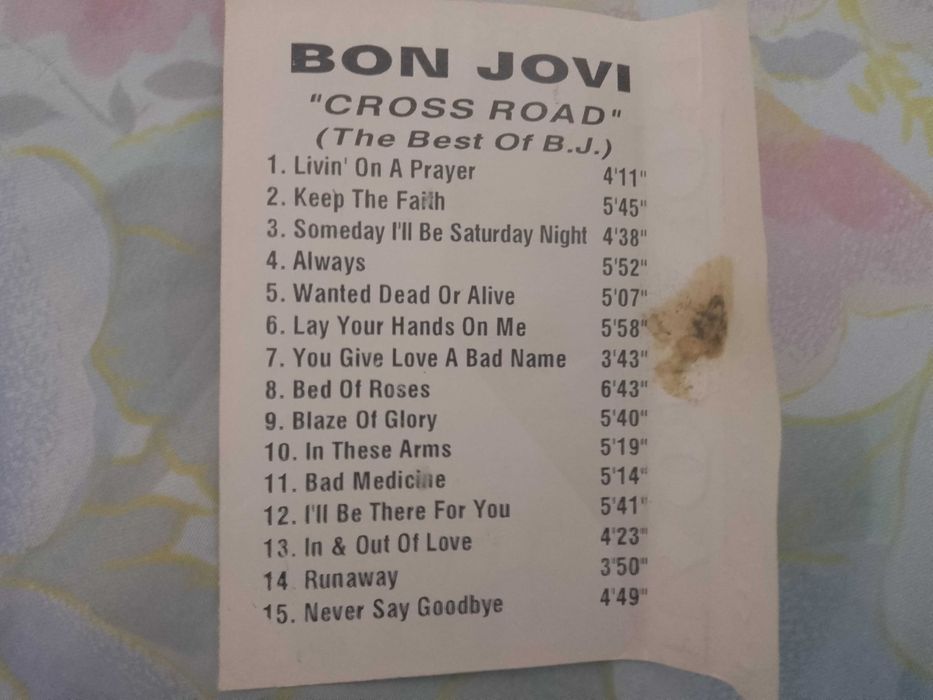 BON JOVI
"CROSS ROAD"
(The Best Of B.J.)
1. Livin' On A Prayer 4'11"
2. Keep The Faith 5'45"
3. Someday I'll Be Saturday Night 4'38"
4. Always 5'52"
5. Wanted Dead Or Alive 5'07"
6. Lay Your Hands On Me 5'58"
7. You Give Love A Bad Name 3'43"
8. Bed Of Roses 6'43"
9. Blaze Of Glory 5'40"
10. In These Arms 5'19"
11. Bad Medicine 5'14"
12. I'll Be There For You 5'41"
13. In & Out Of Love 4'23"
14. Runaway 3'50"
15. Never Say Goodbye 4'49"